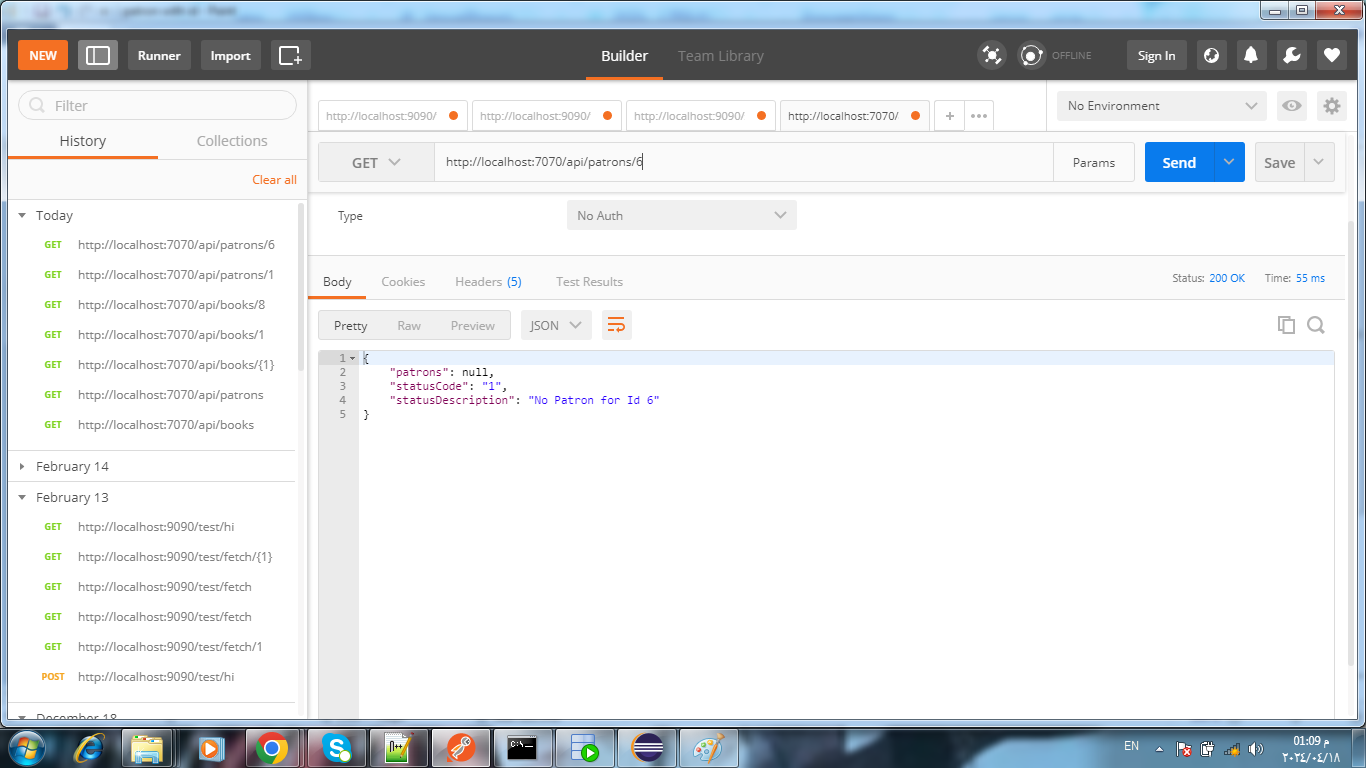 NEW
Runner
Import
Builder
Team Library
OFFLINE
Sign In
Filter
History
Collections
Clear all
Today
GET http://localhost:7070/api/patrons/6
GET http://localhost:7070/api/patrons/1
GET http://localhost:7070/api/books/8
GET http://localhost:7070/api/books/1
GET http://localhost:7070/api/books/{1}
GET http://localhost:7070/api/patrons
GET http://localhost:7070/api/books
February 14
February 13
GET http://localhost:9090/test/hi
GET http://localhost:9090/test/fetch/{1}
GET http://localhost:9090/test/fetch
GET http://localhost:9090/test/fetch
GET http://localhost:9090/test/fetch/1
POST http://localhost:9090/test/hi
December 18
http://localhost:9090/
http://localhost:9090/
http://localhost:9090/
http://localhost:7070/
No Environment
GET
http://localhost:7070/api/patrons/6
Params
Send
Save
Type
No Auth
Body
Cookies
Headers (5)
Test Results
Status: 200 OK
Time: 55 ms
Pretty
Raw
Preview
JSON
1 {
2 "patrons": null,
3 "statusCode": "1",
4 "statusDescription": "No Patron for Id 6"
5 }
EN
01:09 م
٢٠٢٤/٠٤/١٨